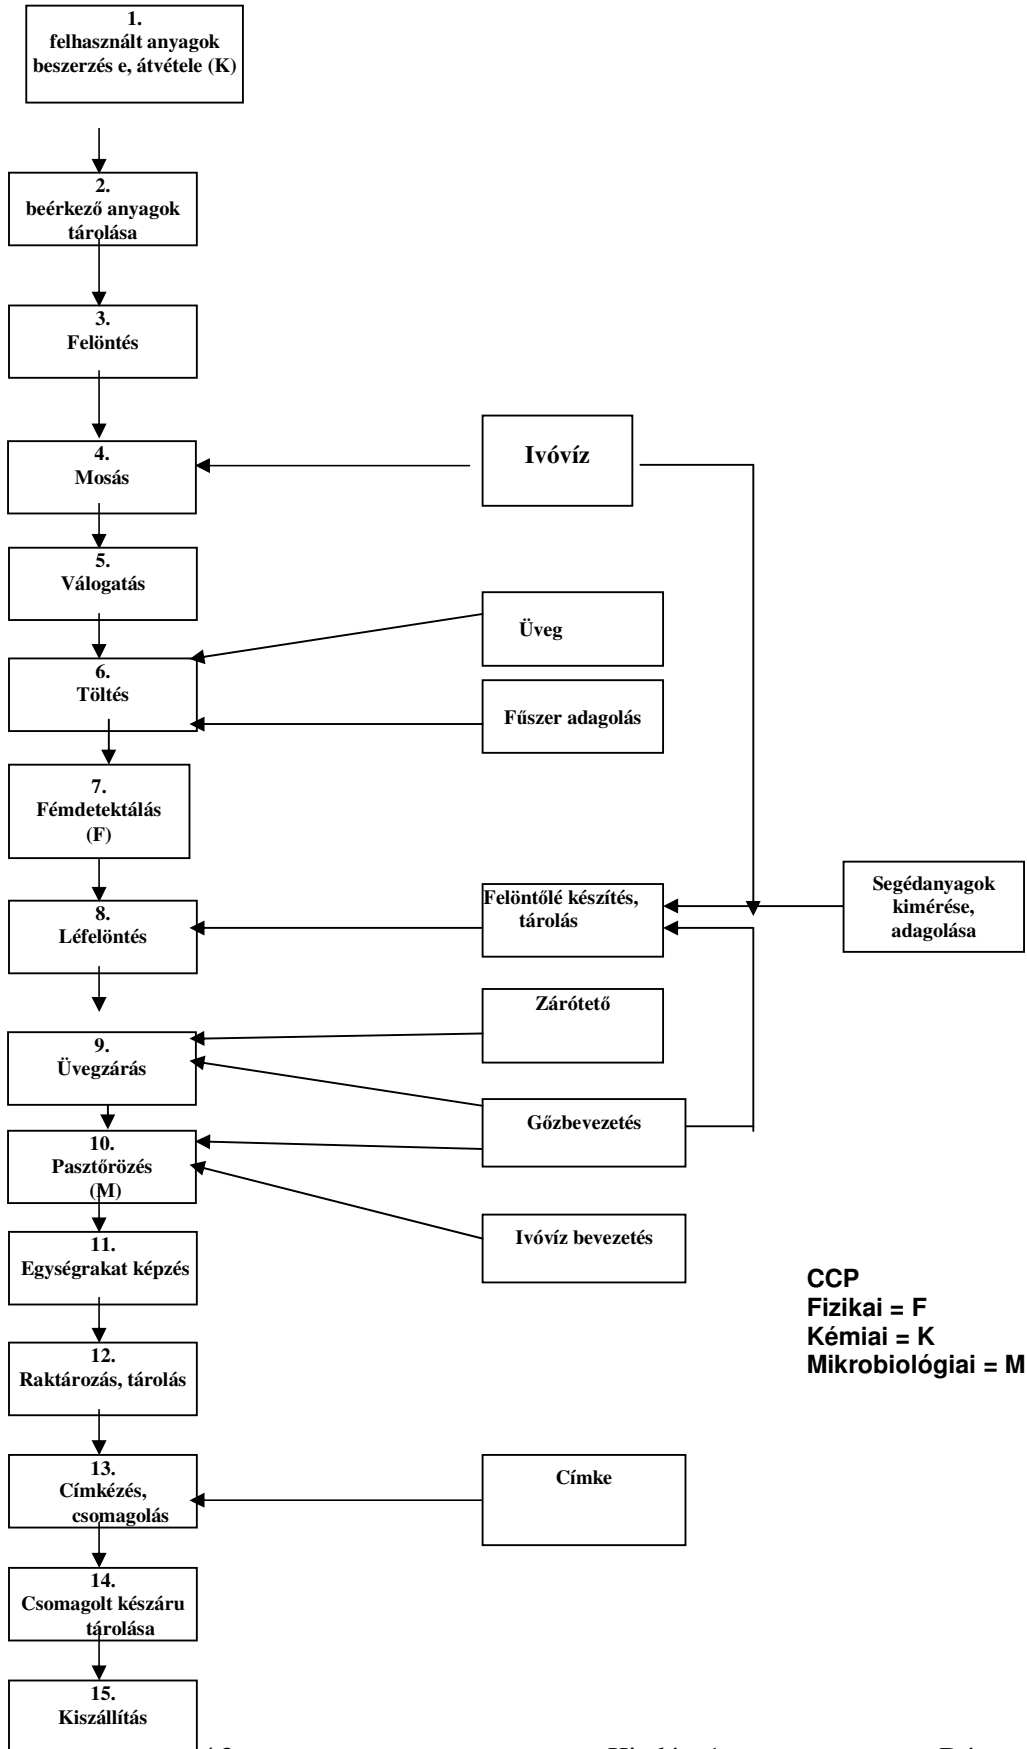 1.
felhasznált anyagok
beszerzés e, átvétele (K)
2.
beérkező anyagok
tárolása
3.
Felöntés
4.
Mosás
Ivóvíz
5.
Válogatás
Üveg
6.
Töltés
Fűszer adagolás
7.
Fémdetektálás
(F)
Segédanyagok
kimérése,
adagolása
Felöntőlé készítés,
tárolás
8.
Léfelöntés
Zárótető
9.
Üvegzárás
Gőzbevezetés
10.
Pasztőrözés
(M)
Ivóvíz bevezetés
11.
Egységrakat képzés
CCP
Fizikai = F
Kémiai = K
Mikrobiológiai = M
12.
Raktározás, tárolás
13.
Címkézés,
csomagolás
Címke
14.
Csomagolt készáru
tárolása
15.
Kiszállítás